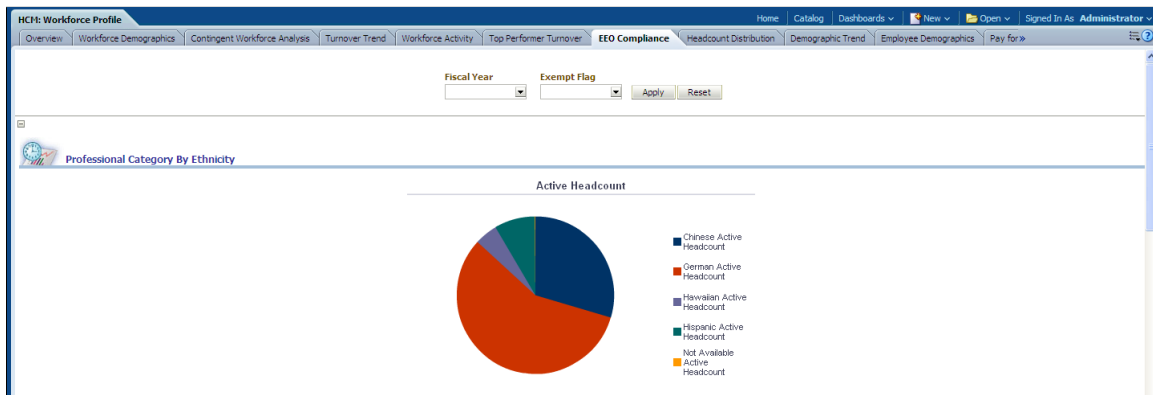 HCM: Workforce Profile
Home Catalog Dashboards New Open Signed In As Administrator
Overview Workforce Demographics Contingent Workforce Analysis Turnover Trend Workforce Activity Top Performer Turnover EEO Compliance Headcount Distribution Demographic Trend Employee Demographics Pay for»
Fiscal Year Exempt Flag
Apply Reset
Professional Category By Ethnicity
Active Headcount
Chinese Active
Headcount
German Active
Headcount
Hawaiian Active
Headcount
Hispanic Active
Headcount
Not Available
Active
Headcount